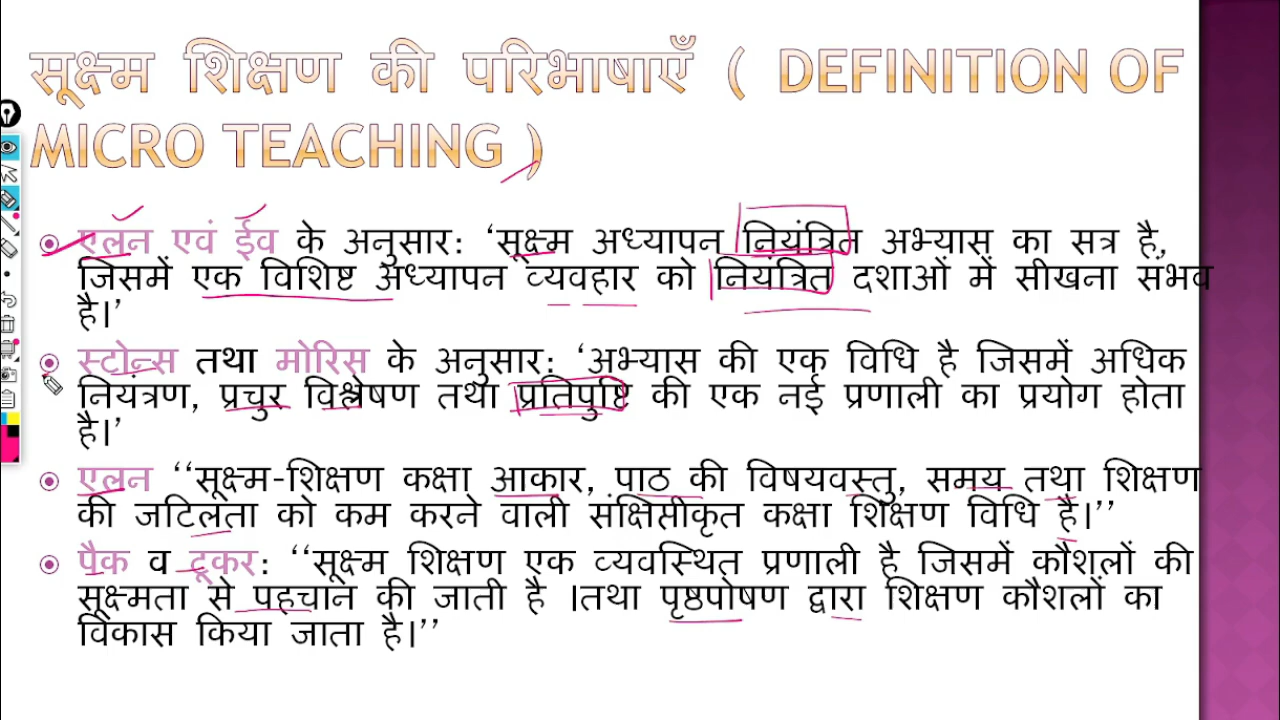 सूक्ष्म शिक्षण की परिभाषाएँ ( DEFINITION OF
MICRO TEACHING )
एलन एवं ईव के अनुसार: ‘सूक्ष्म अध्यापन नियंत्रित अभ्यास का सत्र है,
जिसमें एक विशिष्ट अध्यापन व्यवहार को नियंत्रित दशाओं में सीखना संभव
है।’
स्टोन्स तथा मोरिस के अनुसार: ‘अभ्यास की एक विधि है जिसमें अधिक
नियंत्रण, प्रचुर विश्लेषण तथा प्रतिपुष्टि की एक नई प्रणाली का प्रयोग होता
है।’
एलन ‘‘सूक्ष्म-शिक्षण कक्षा आकार, पाठ की विषयवस्तु, समय तथा शिक्षण
की जटिलता को कम करने वाली संक्षिप्तीकृत कक्षा शिक्षण विधि है।’’
पैक व टूकर: ‘‘सूक्ष्म शिक्षण एक व्यवस्थित प्रणाली है जिसमें कौशलों की
सूक्ष्मता से पहचान की जाती है ।तथा पृष्ठपोषण द्वारा शिक्षण कौशलों का
विकास किया जाता है।’’